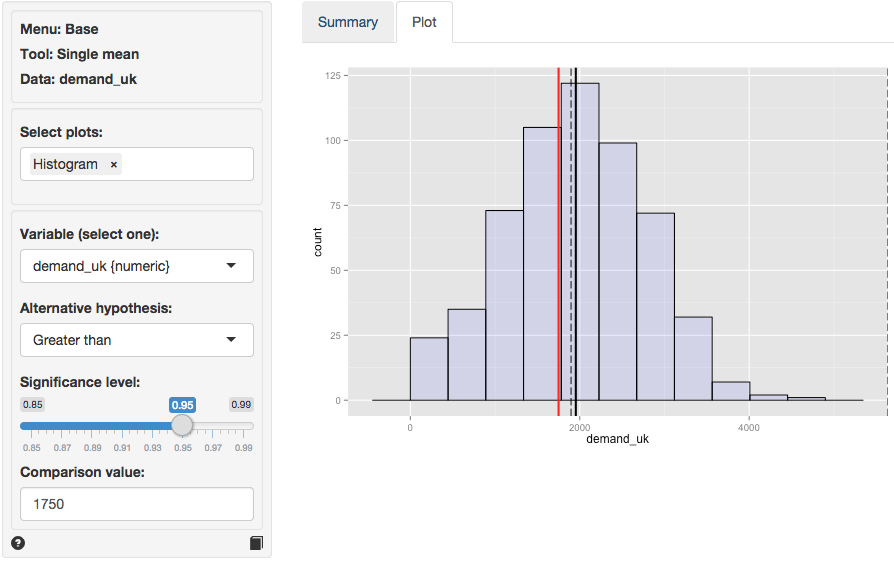 Menu: Base
Tool: Single mean
Data: demand_uk
Select plots:
Histogram ×
Variable (select one):
demand_uk {numeric}
Alternative hypothesis:
Greater than
Significance level:
0.85 0.95 0.99
0.85 0.87 0.89 0.91 0.93 0.95 0.97 0.99
Comparison value:
1750
?
Summary Plot
125
100
75
50
25
0
count
0 2000 4000
demand_uk